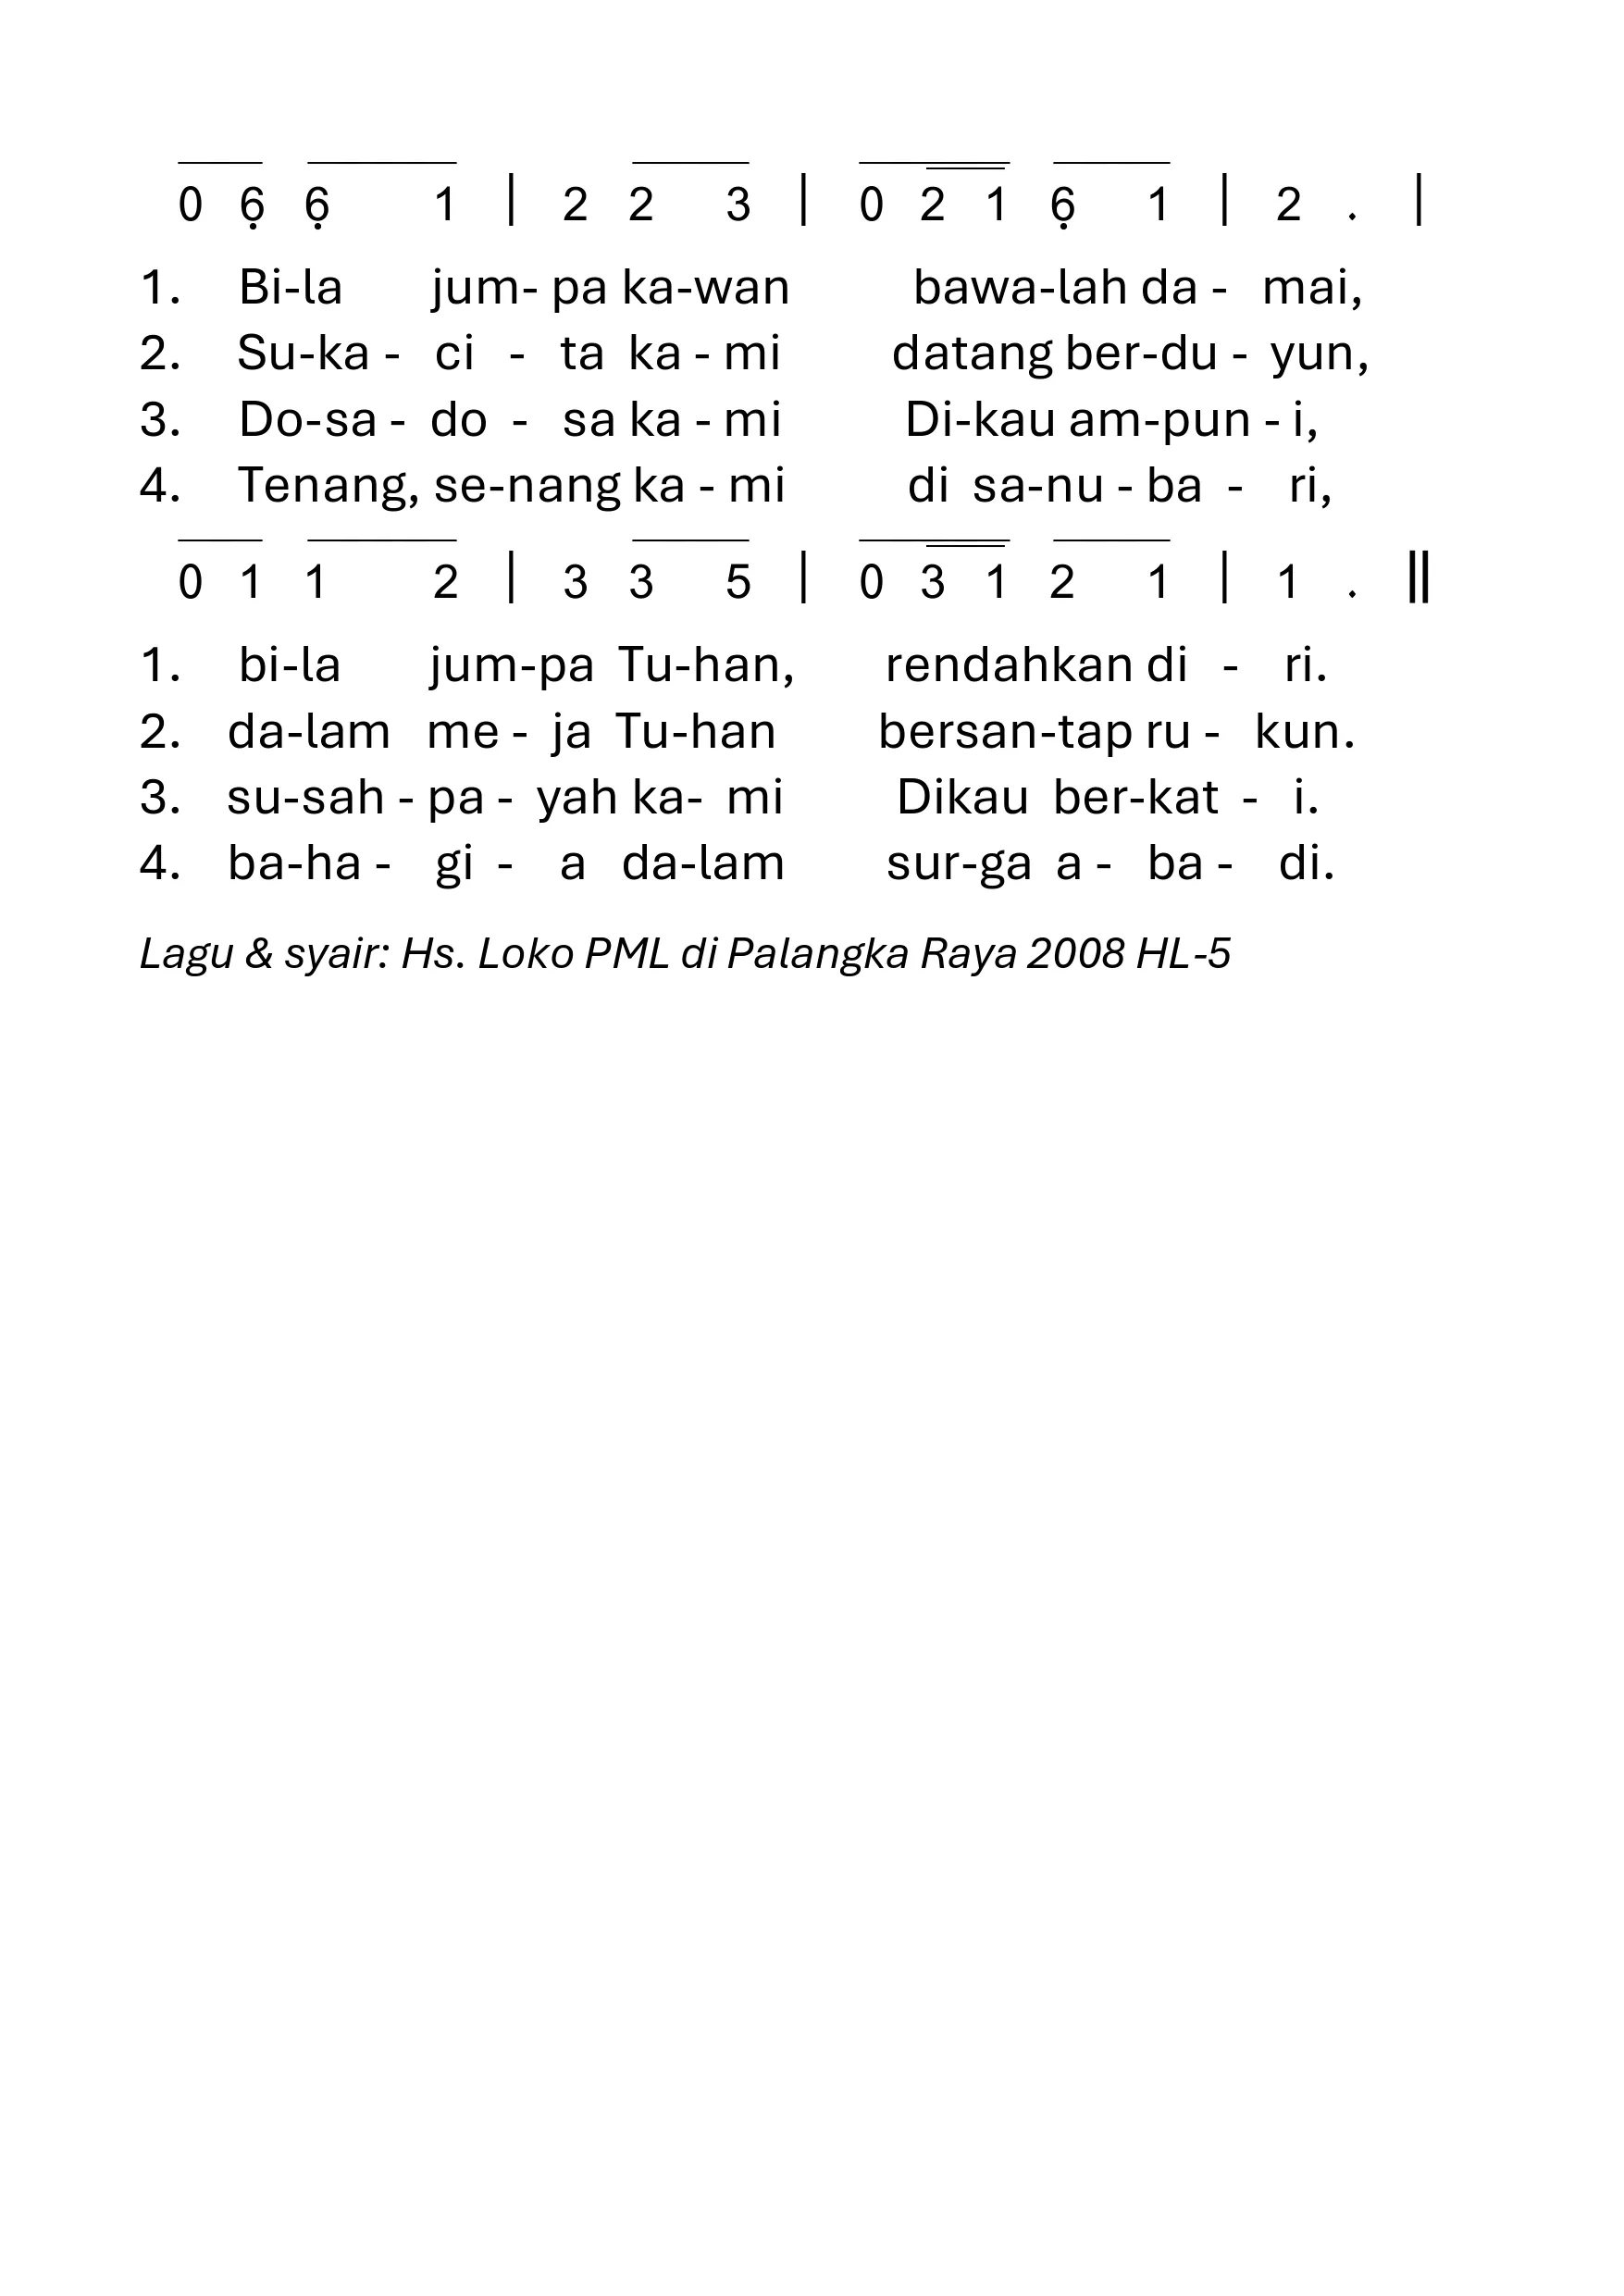 0 6̣ 6̣ 1 | 2 2 3 | 0 2 1 6̣ 1 | 2 . |
1. Bi-la jum- pa ka-wan bawa-lah da - mai,
2. Su-ka - ci - ta ka - mi datang ber-du - yun,
3. Do-sa - do - sa ka - mi Di-kau am-pun - i,
4. Tenang, se-nang ka - mi di sa-nu - ba - ri,
0 1 1 2 | 3 3 5 | 0 3 1 2 1 | 1 . ||
1. bi-la jum-pa Tu-han, rendahkan di - ri.
2. da-lam me - ja Tu-han bersan-tap ru - kun.
3. su-sah - pa - yah ka- mi Dikau ber-kat - i.
4. ba-ha - gi - a da-lam sur-ga a - ba - di.
Lagu & syair: Hs. Loko PML di Palangka Raya 2008 HL-5